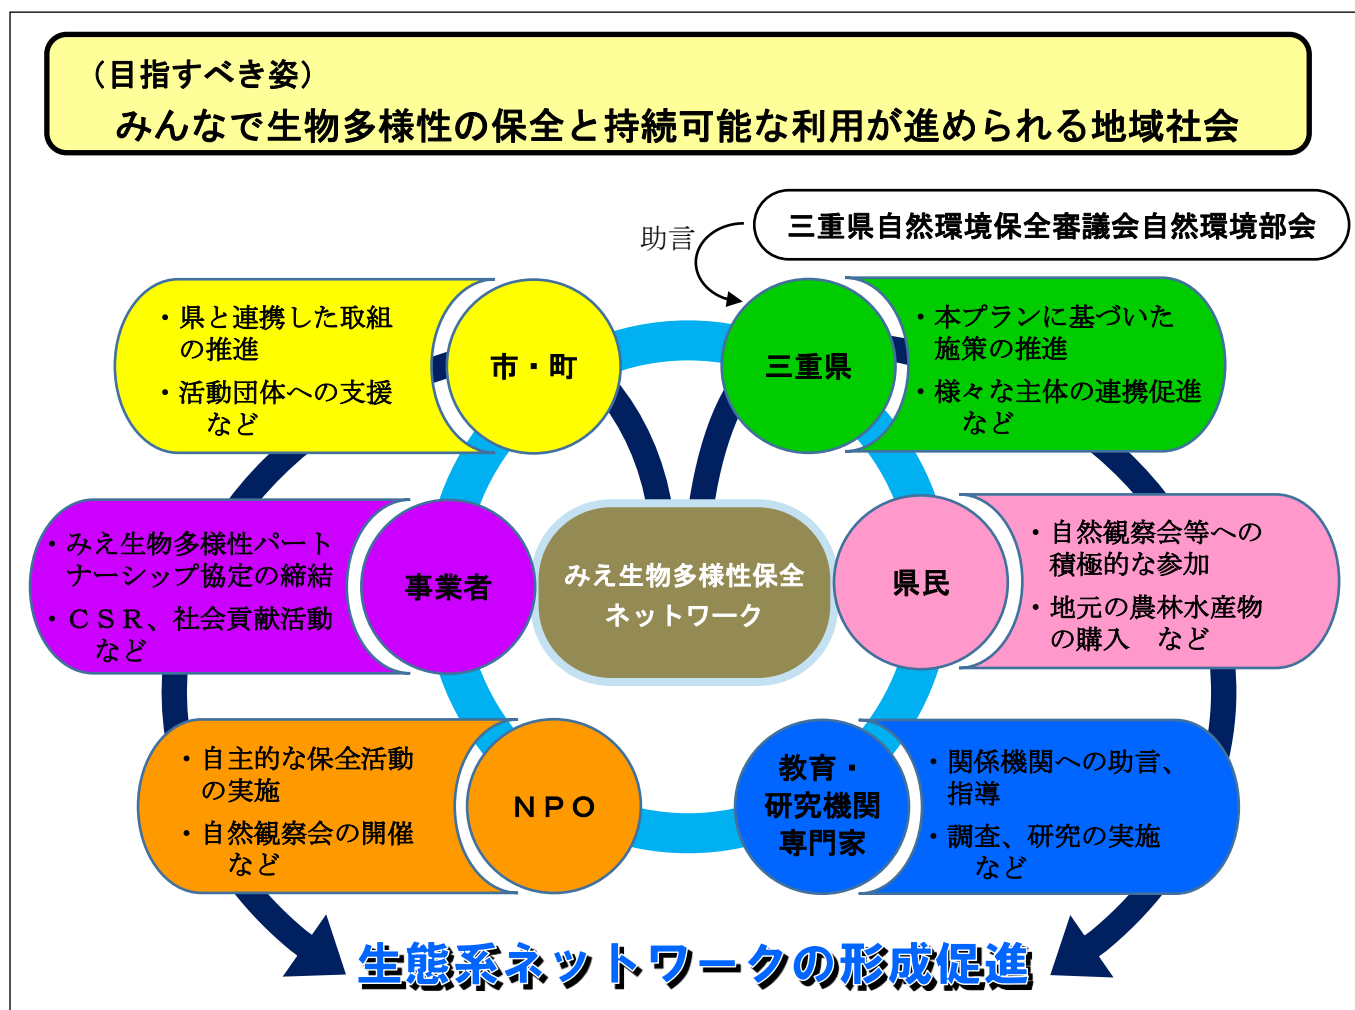 （目指すべき姿）
みんなで生物多様性の保全と持続可能な利用が進められる地域社会
三重県自然環境保全審議会自然環境部会
助言
・県と連携した取組
の推進
・活動団体への支援
など
市・町
三重県
・本プランに基づいた
施策の推進
・様々な主体の連携促進
など
・みえ生物多様性パート
ナーシップ協定の締結
・ＣＳＲ、社会貢献活動
など
事業者
みえ生物多様性保全
ネットワーク
県民
・自然観察会等への
積極的な参加
・地元の農林水産物
の購入　など
・自主的な保全活動
の実施
・自然観察会の開催
など
ＮＰＯ
教育・
研究機関
専門家
・関係機関への助言、
指導
・調査、研究の実施
など
生態系ネットワークの形成促進